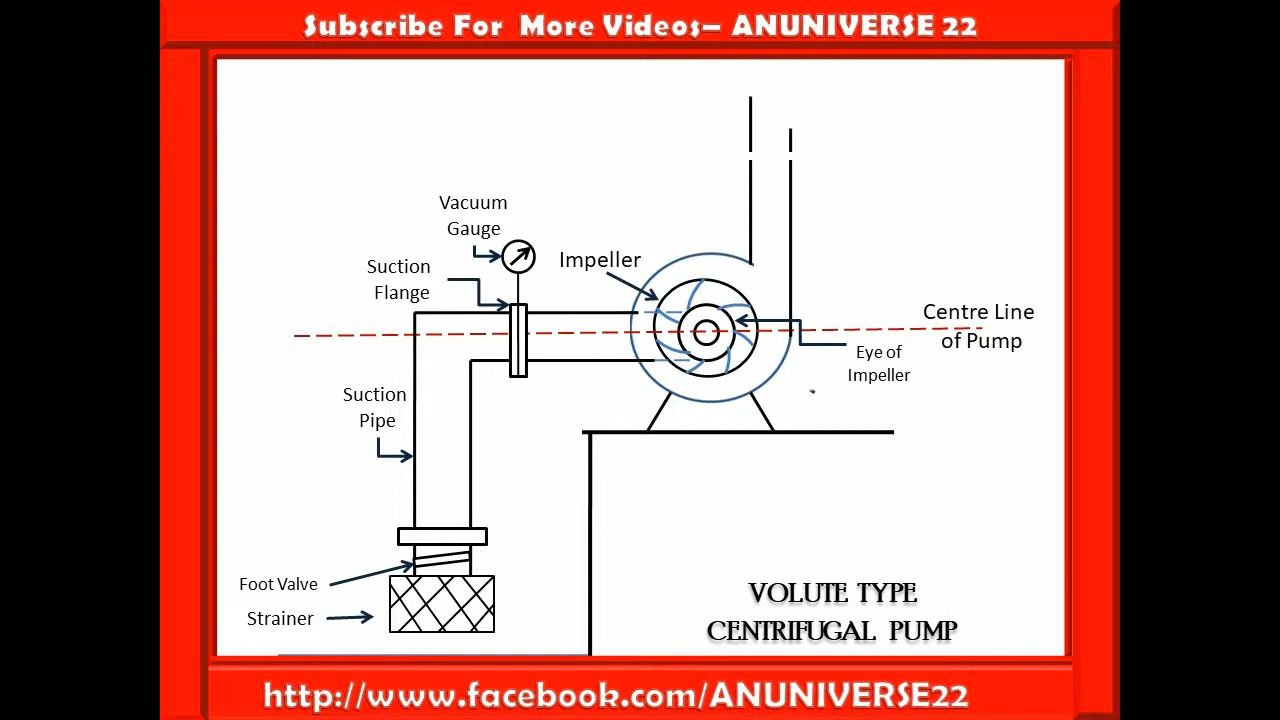 Subscribe For More Videos– ANUNIVERSE 22
Vacuum
Gauge
Suction
Flange
Impeller
Centre Line
of Pump
Eye of
Impeller
Suction
Pipe
Foot Valve
Strainer
VOLUTE TYPE
CENTRIFUGAL PUMP
http://www.facebook.com/ANUNIVERSE22